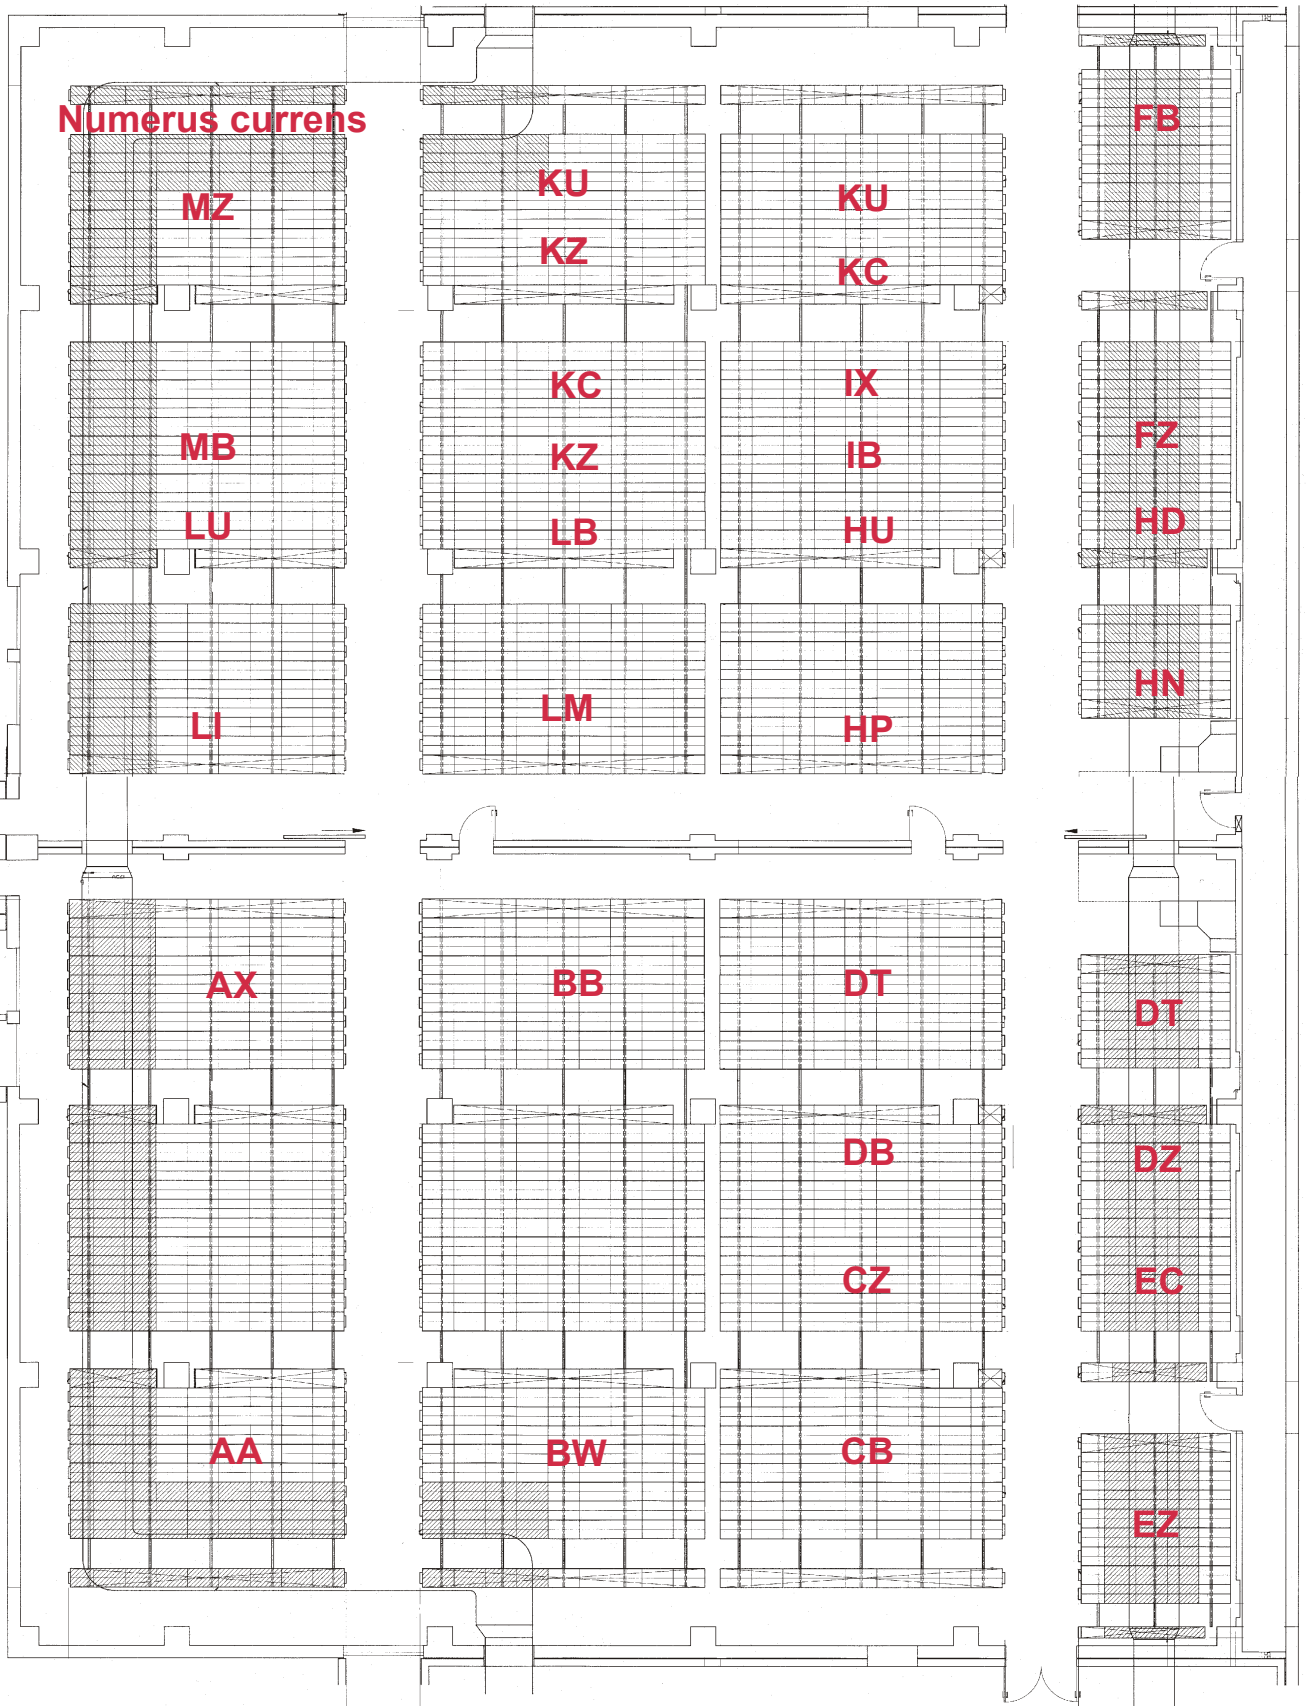 Numerus currens
FB
MZ
KU
KU
KZ
KC
KC
IX
MB
KZ
IB
FZ
LU
LB
HU
HD
LI
LM
HP
HN
AX
BB
DT
DT
DB
DZ
CZ
EC
AA
BW
CB
EZ